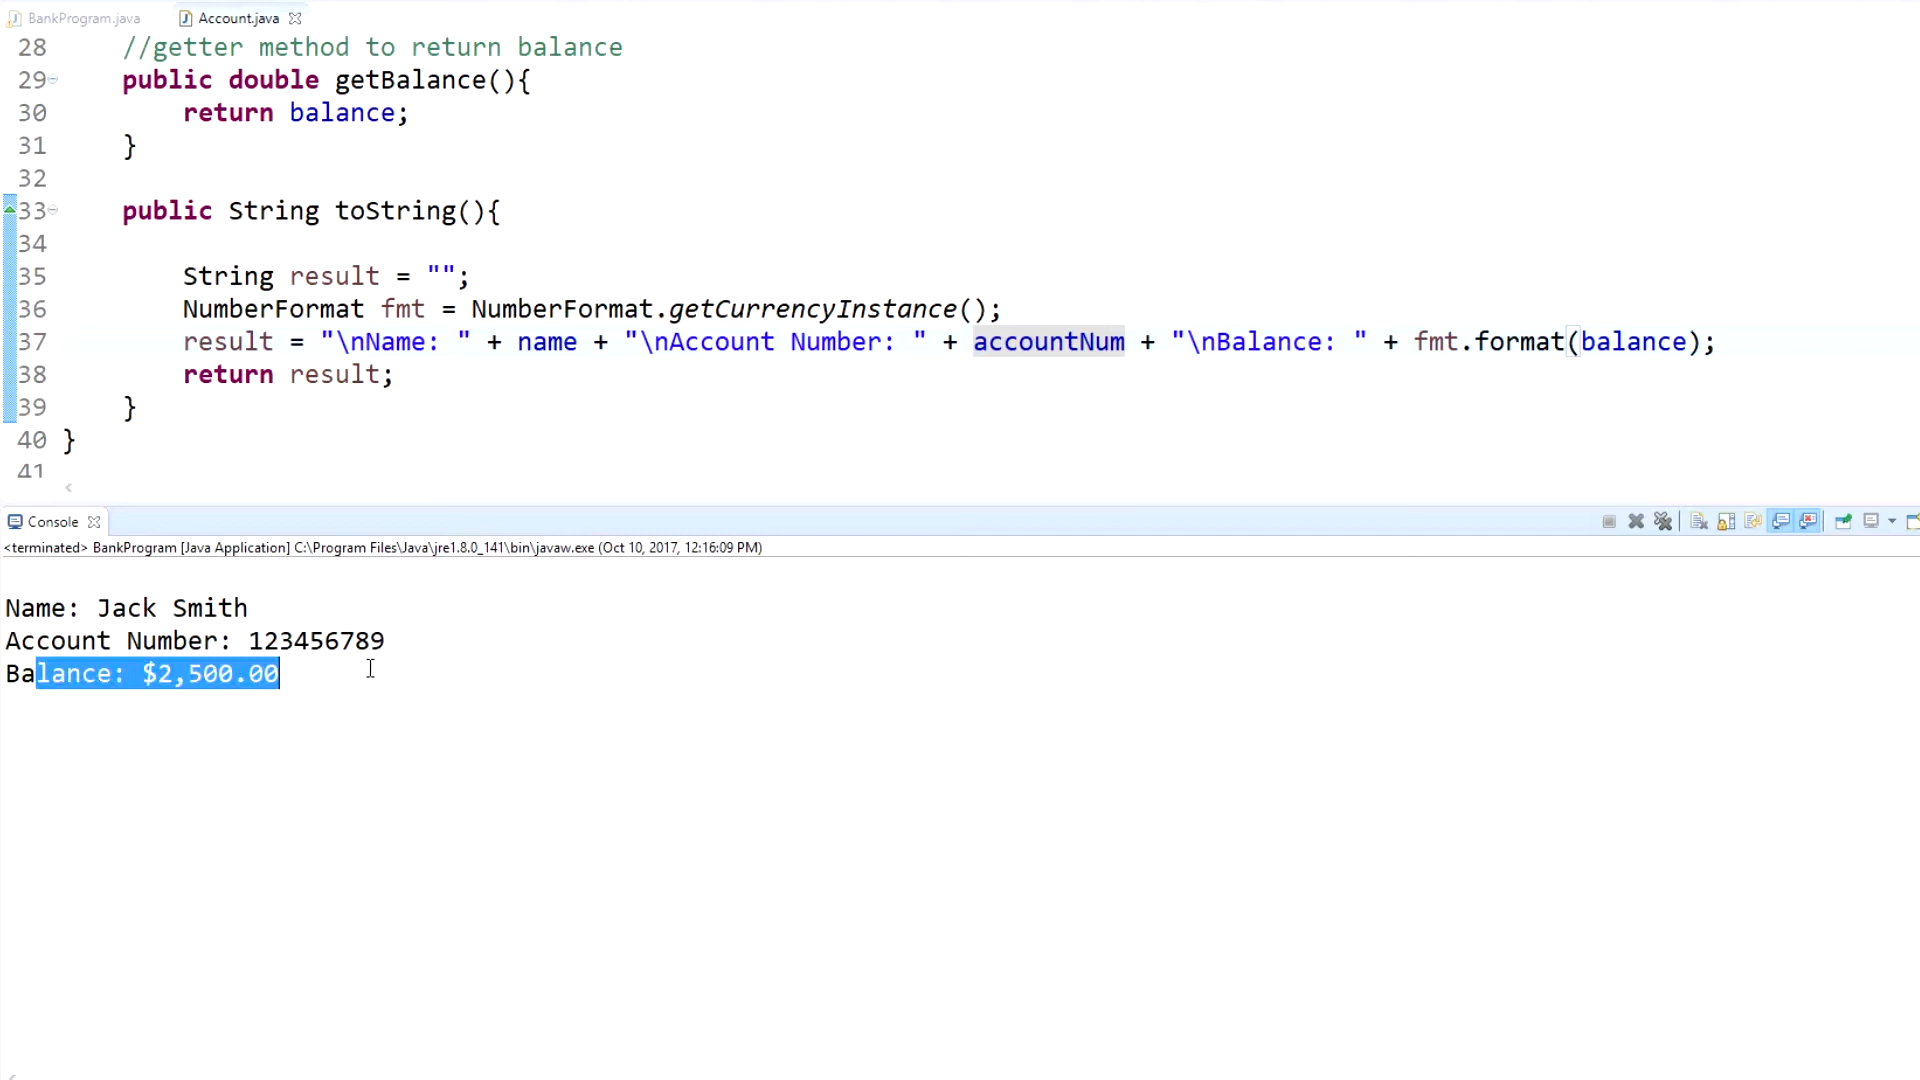 BankProgram.java Account.java
28 //getter method to return balance
29 public double getBalance(){
30 return balance;
31 }
32
33 public String toString(){
34
35 String result = "";
36 NumberFormat fmt = NumberFormat.getCurrencyInstance();
37 result = "\nName: " + name + "\nAccount Number: " + accountNum + "\nBalance: " + fmt.format(balance);
38 return result;
39 }
40 }
41
Console
<terminated> BankProgram [Java Application] C:\Program Files\Java\jre1.8.0_141\bin\javaw.exe (Oct 10, 2017, 12:16:09 PM)
Name: Jack Smith
Account Number: 123456789
Balance: $2,500.00